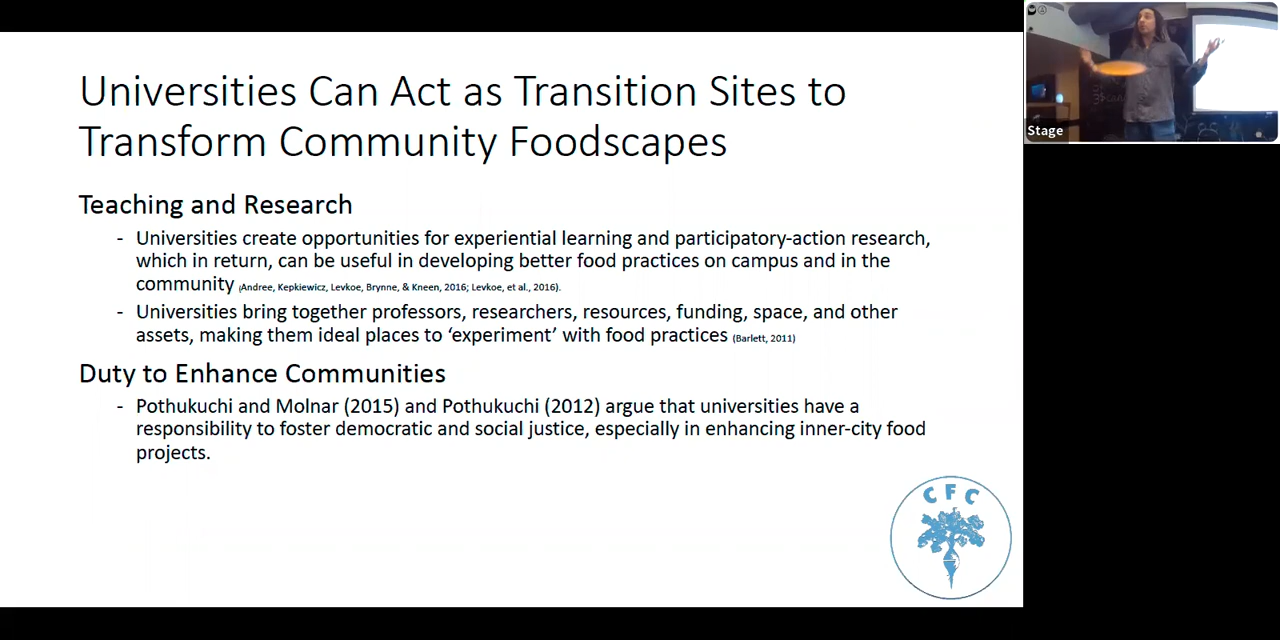 Universities Can Act as Transition Sites to
Transform Community Foodscapes
Teaching and Research
- Universities create opportunities for experiential learning and participatory-action research,
which in return, can be useful in developing better food practices on campus and in the
community (Andree, Kepkiewicz, Levkoe, Brynne, & Kneen, 2016; Levkoe, et al., 2016).
- Universities bring together professors, researchers, resources, funding, space, and other
assets, making them ideal places to ‘experiment’ with food practices (Barlett, 2011)
Duty to Enhance Communities
- Pothukuchi and Molnar (2015) and Pothukuchi (2012) argue that universities have a
responsibility to foster democratic and social justice, especially in enhancing inner-city food
projects.
CFC
Stage